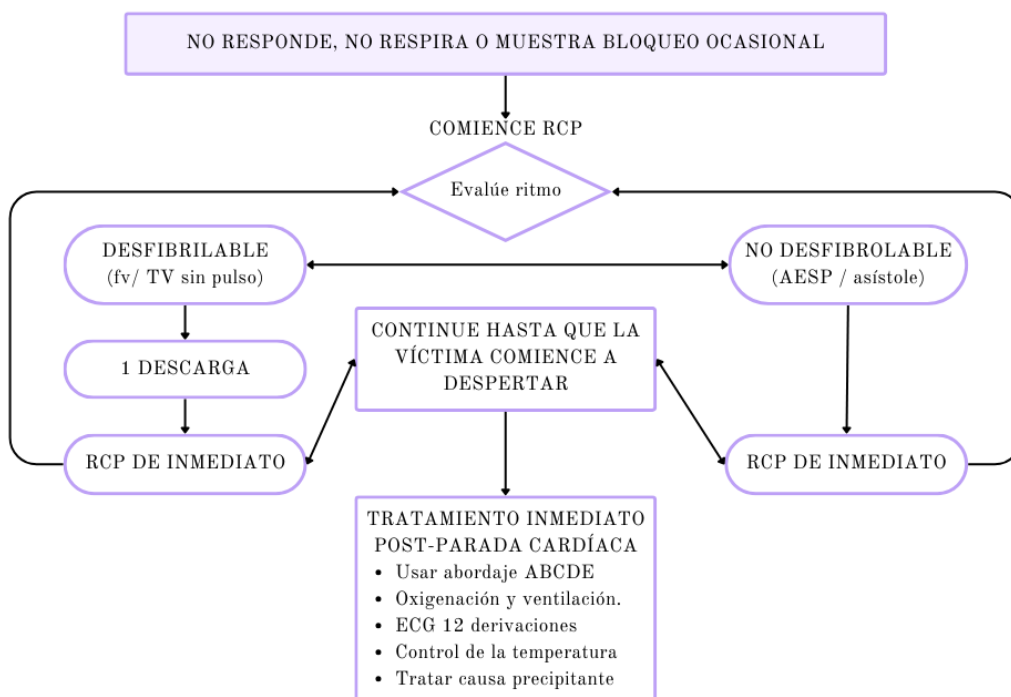 NO RESPONDE, NO RESPIRA O MUESTRA BLOQUEO OCASIONAL
COMIENCE RCP
Evalúe ritmo
DESFIBRILABLE
(fv/ TV sin pulso)
NO DESFIBROLABLE
(AESP / asístole)
1 DESCARGA
CONTINUE HASTA QUE LA
VÍCTIMA COMIENCE A
DESPERTAR
RCP DE INMEDIATO
RCP DE INMEDIATO
TRATAMIENTO INMEDIATO
POST-PARADA CARDÍACA
• Usar abordaje ABCDE
• Oxigenación y ventilación.
• ECG 12 derivaciones
• Control de la temperatura
• Tratar causa precipitante